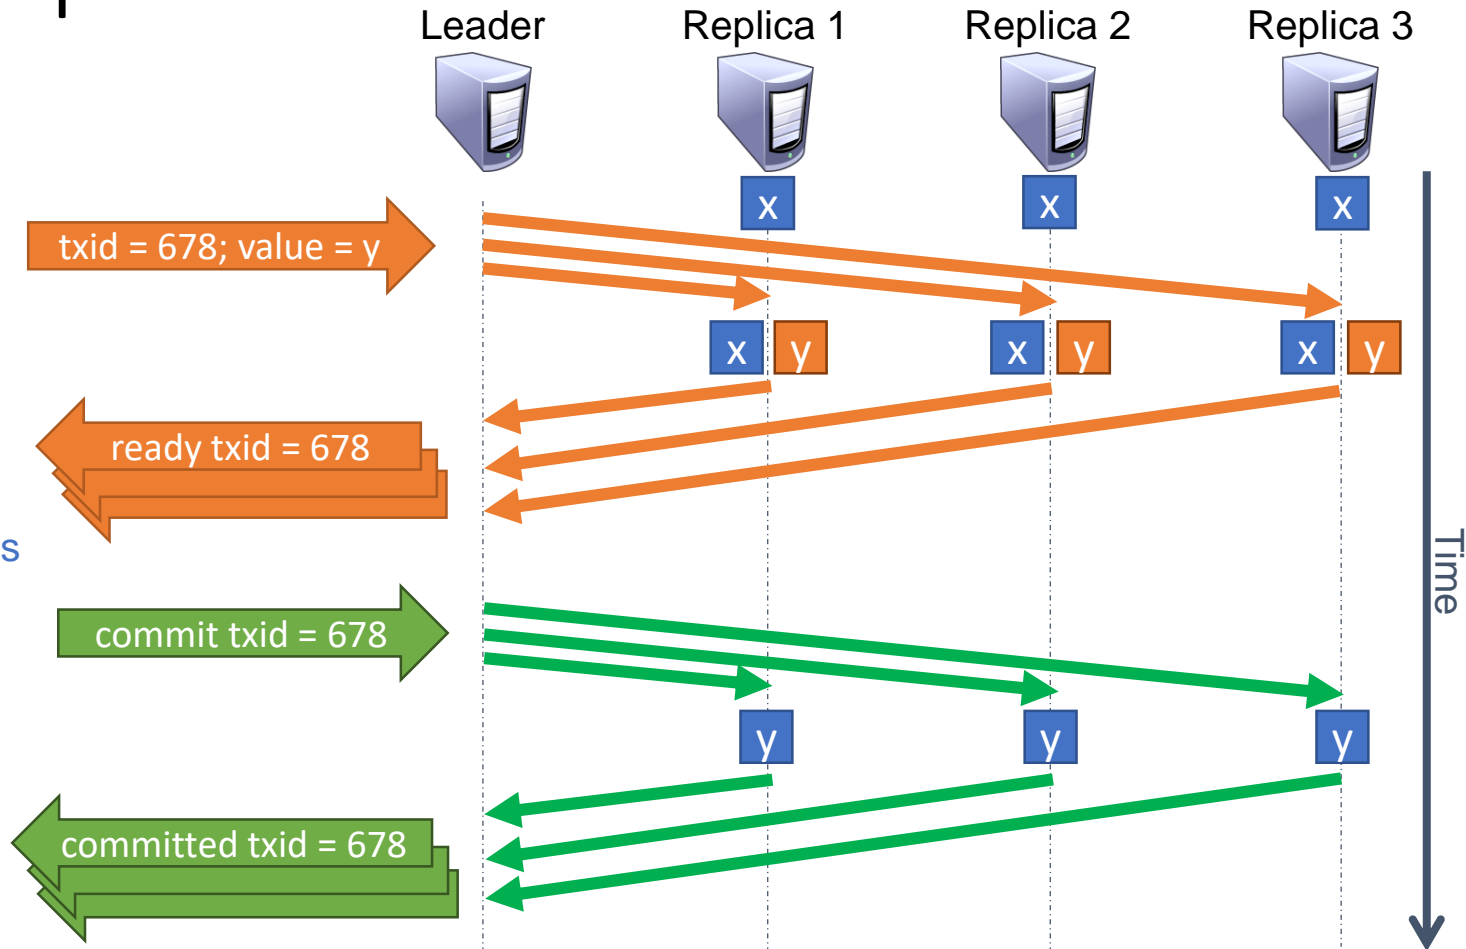 Leader Replica 1 Replica 2 Replica 3
x x x
txid = 678; value = y
x y x y x y
ready txid = 678
s
Time
commit txid = 678
y y y
committed txid = 678